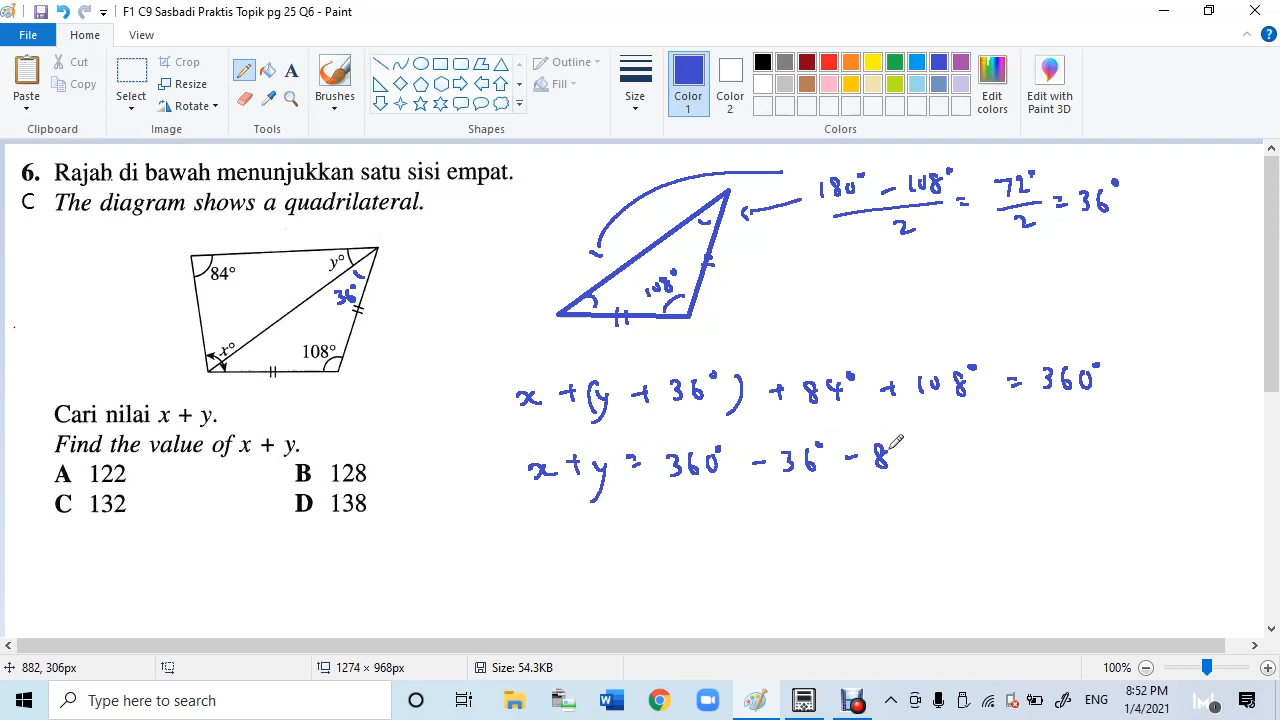 F1 C9 Sasbadi Praktis Topik pg 25 Q6 - Paint
File Home View
Paste Cut Copy Clipboard
Select Crop Resize Rotate Image
Tools
Brushes
Outline Fill Shapes
Size
Color 1 Color 2 Edit colors Colors
Edit with Paint 3D
6. Rajah di bawah menunjukkan satu sisi empat.
C The diagram shows a quadrilateral.
84° y° 36° x° 108°
108°
180° - 108° / 2 = 72° / 2 = 36°
x + (y + 36°) + 84° + 108° = 360°
x + y = 360° - 36° - 8
Cari nilai x + y.
Find the value of x + y.
A 122 B 128
C 132 D 138
882, 306px 1274 × 968px Size: 54.3KB 100%
Type here to search
ENG 8:52 PM 1/4/2021